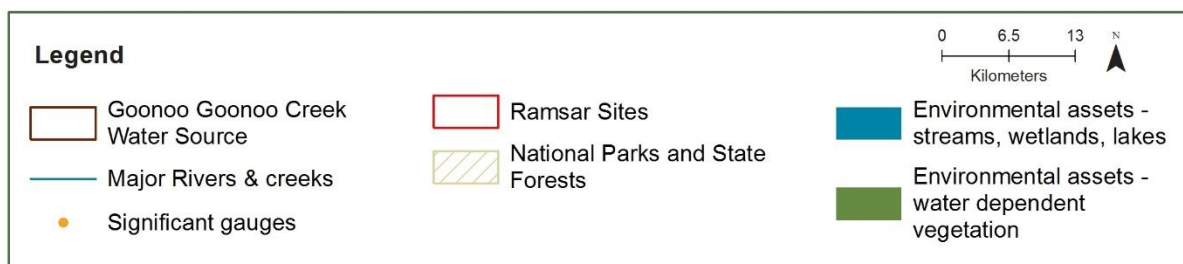 Legend
0 6.5 13
N
Kilometers
Goonoo Goonoo Creek
Water Source
Major Rivers & creeks
Significant gauges
Ramsar Sites
National Parks and State
Forests
Environmental assets -
streams, wetlands, lakes
Environmental assets -
water dependent
vegetation